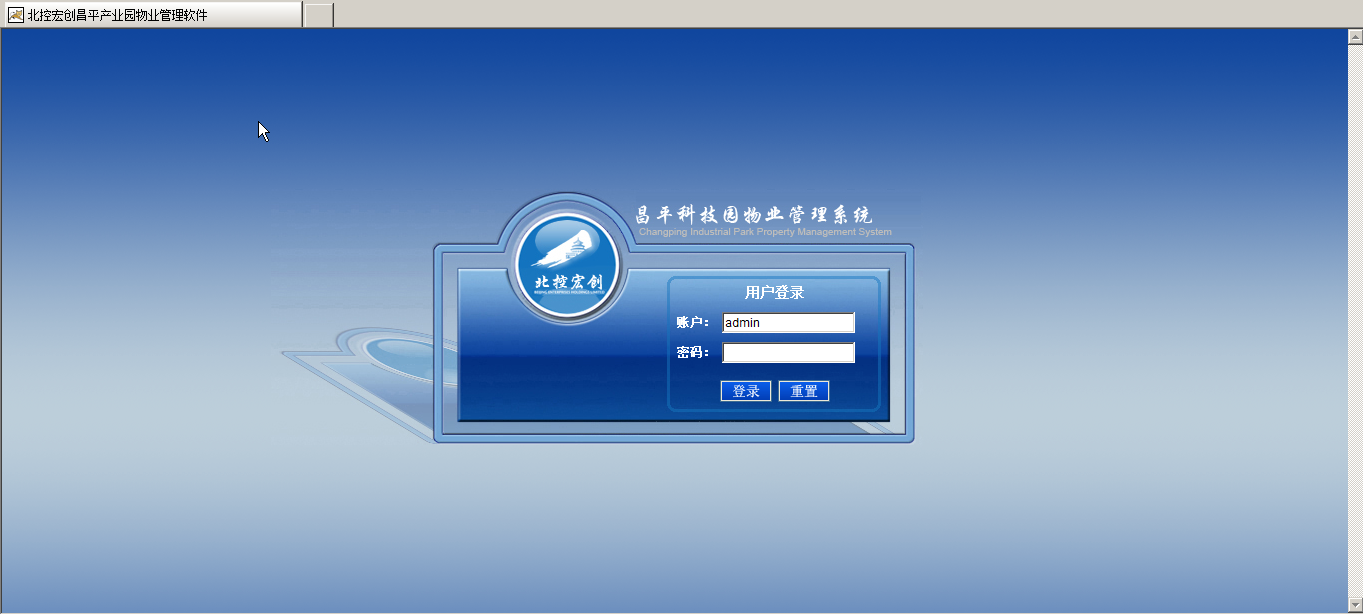 北控宏创昌平产业园物业管理软件
昌平科技园物业管理系统
Changping Industrial Park Property Management System
北控宏创
用户登录
账户： admin
密码：
登录 重置